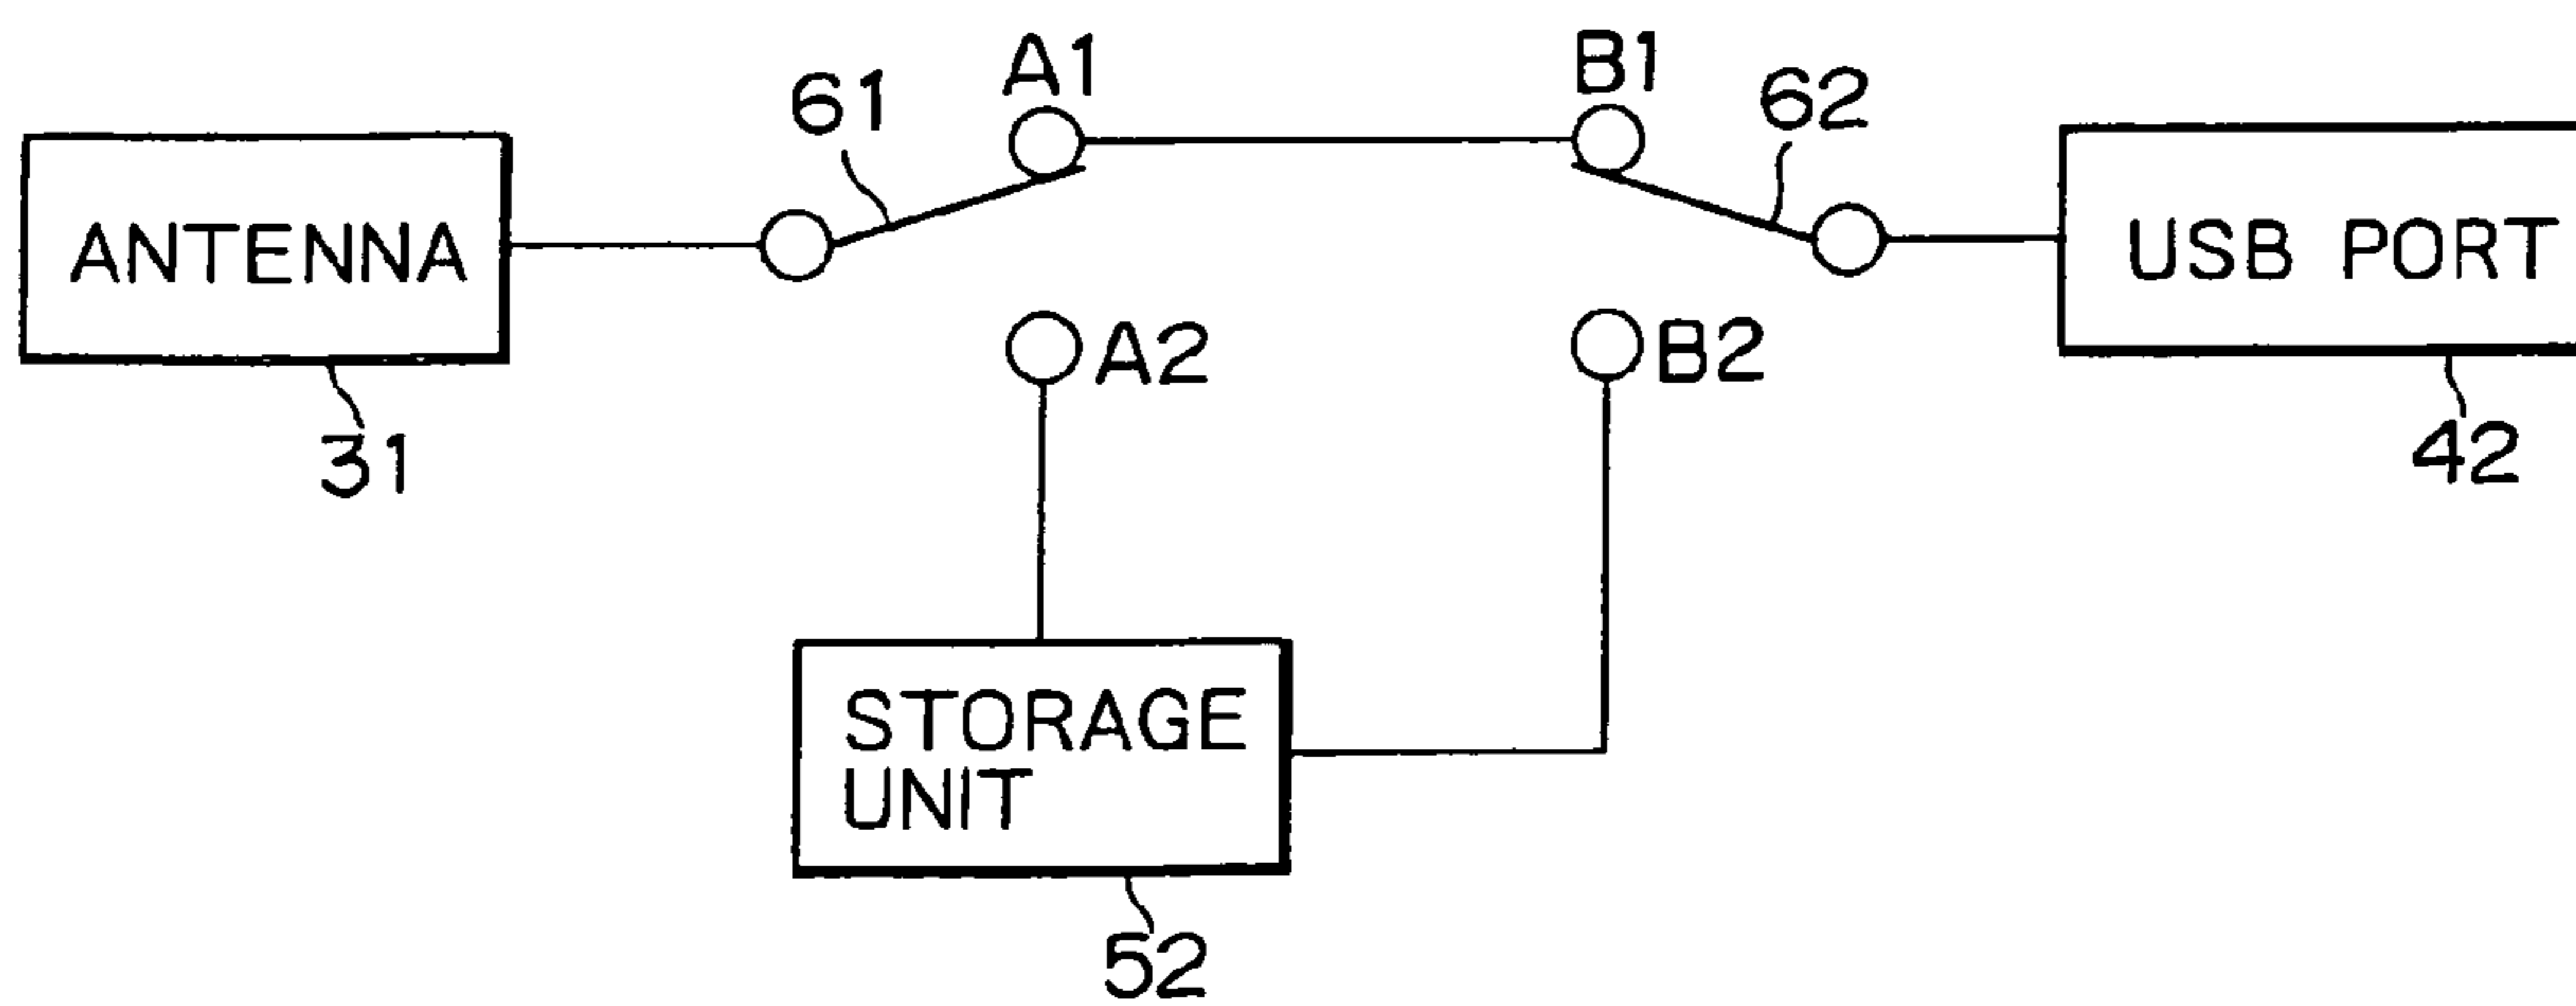 A1
B1
61
62
ANTENNA
USB PORT
A2
B2
31
42
STORAGE
UNIT
52